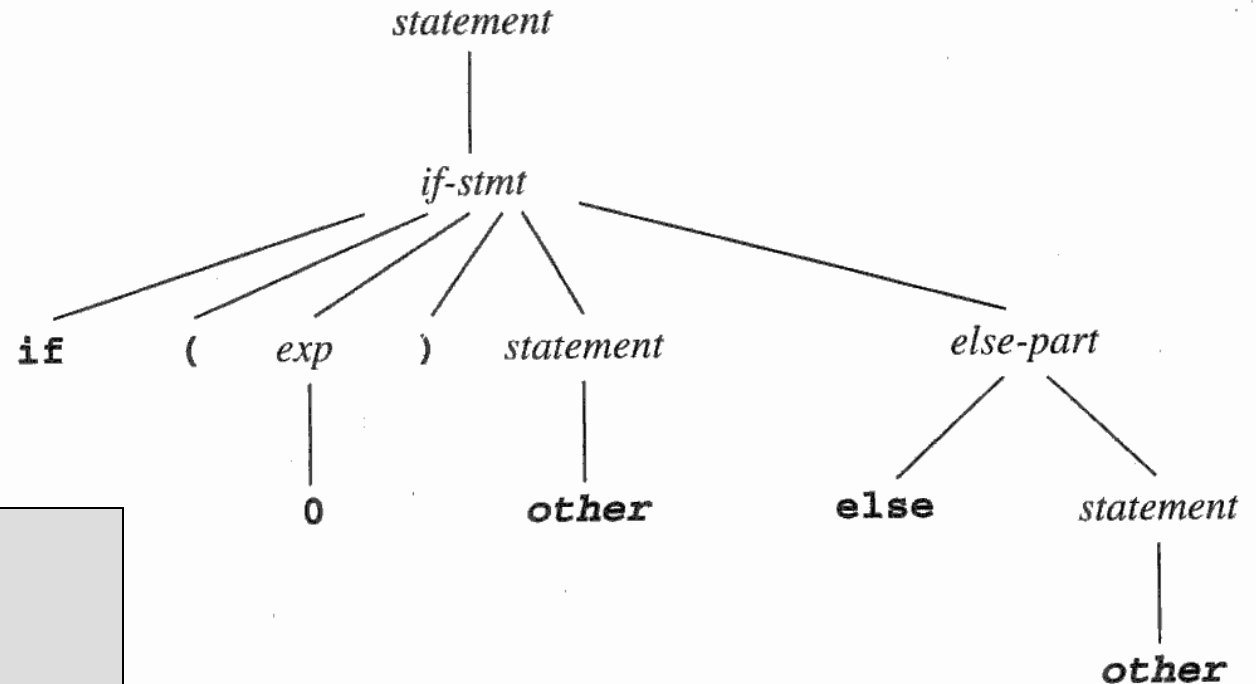 statement
if-stmt
if ( exp ) statement else-part
0 other else statement
other